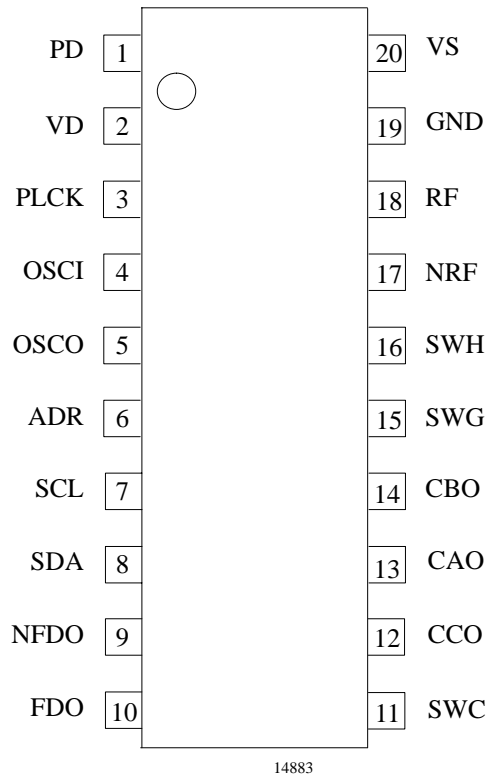 PD 1 20 VS
VD 2 19 GND
PLCK 3 18 RF
OSCI 4 17 NRF
OSCO 5 16 SWH
ADR 6 15 SWG
SCL 7 14 CBO
SDA 8 13 CAO
NFDO 9 12 CCO
FDO 10 11 SWC
14883